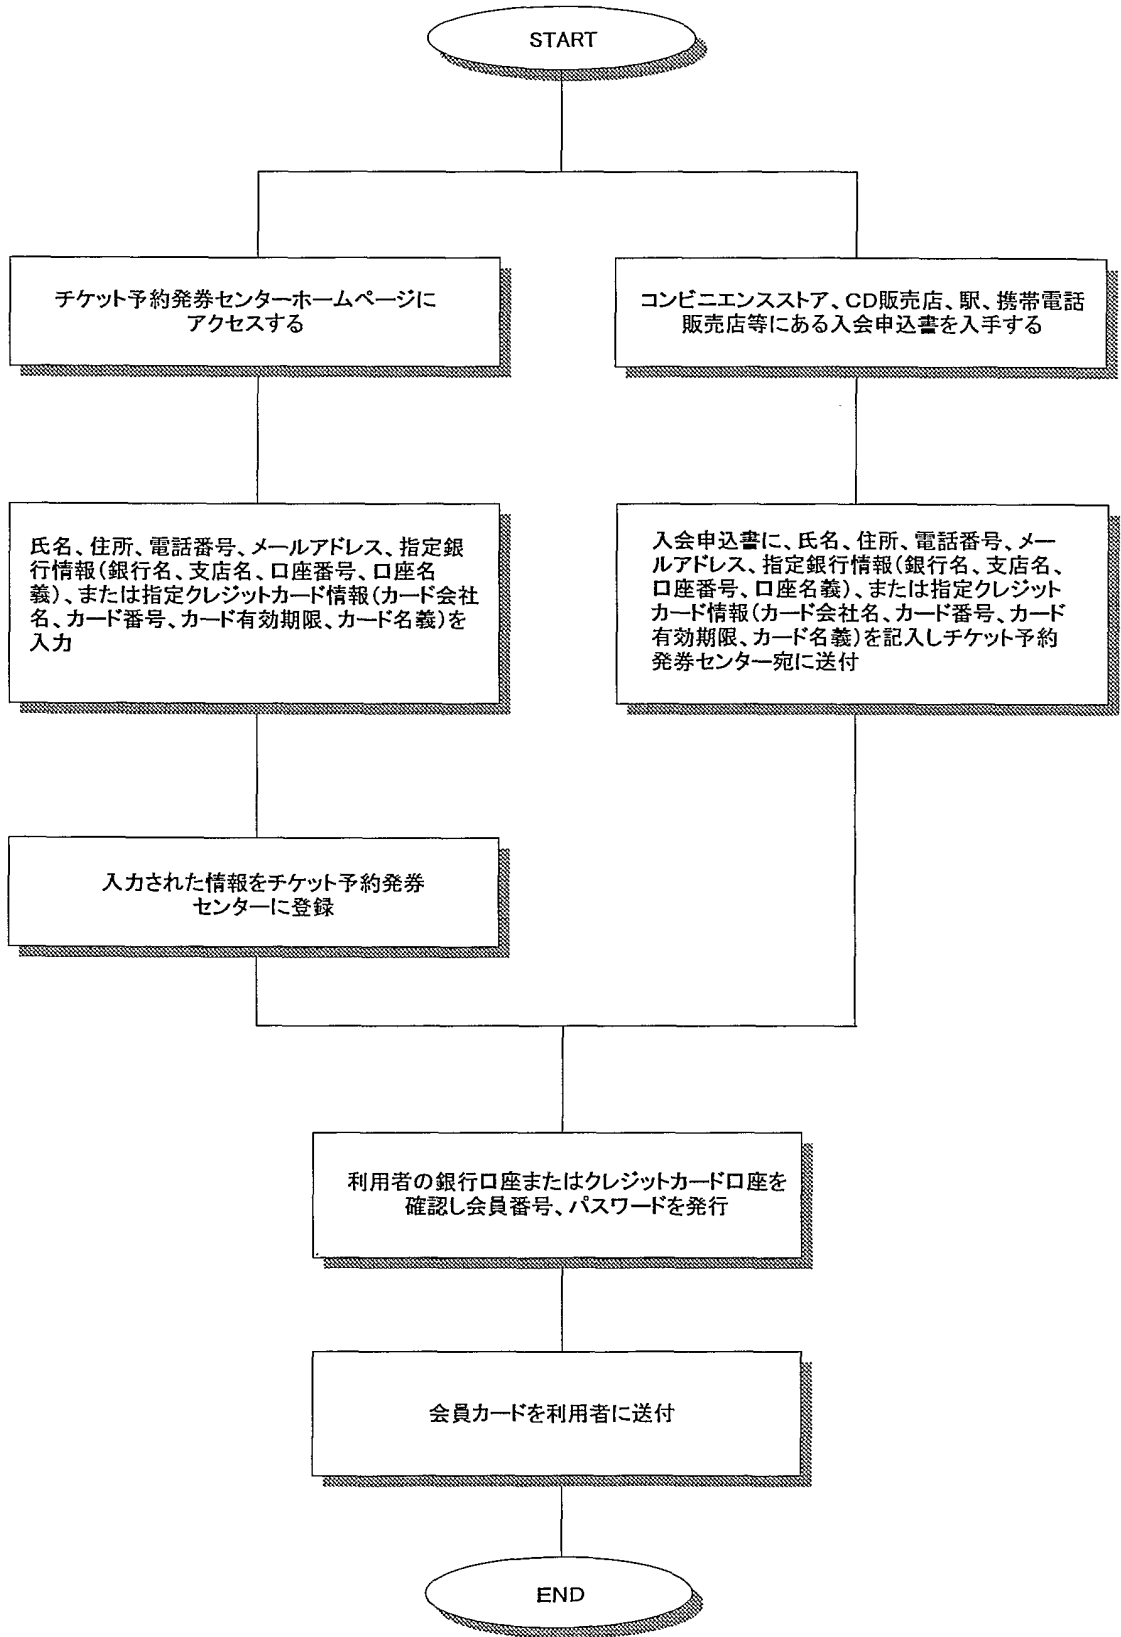 START
チケット予約発券センターホームページに
アクセスする
コンビニエンスストア、CD販売店、駅、携帯電話
販売店等にある入会申込書を入手する
氏名、住所、電話番号、メールアドレス、指定銀
行情報(銀行名、支店名、口座番号、口座名
義)、または指定クレジットカード情報(カード会社
名、カード番号、カード有効期限、カード名義)を
入力
入会申込書に、氏名、住所、電話番号、メー
ルアドレス、指定銀行情報(銀行名、支店名、
口座番号、口座名義)、または指定クレジット
カード情報(カード会社名、カード番号、カード
有効期限、カード名義)を記入しチケット予約
発券センター宛に送付
入力された情報をチケット予約発券
センターに登録
利用者の銀行口座またはクレジットカード口座を
確認し会員番号、パスワードを発行
会員カードを利用者に送付
END